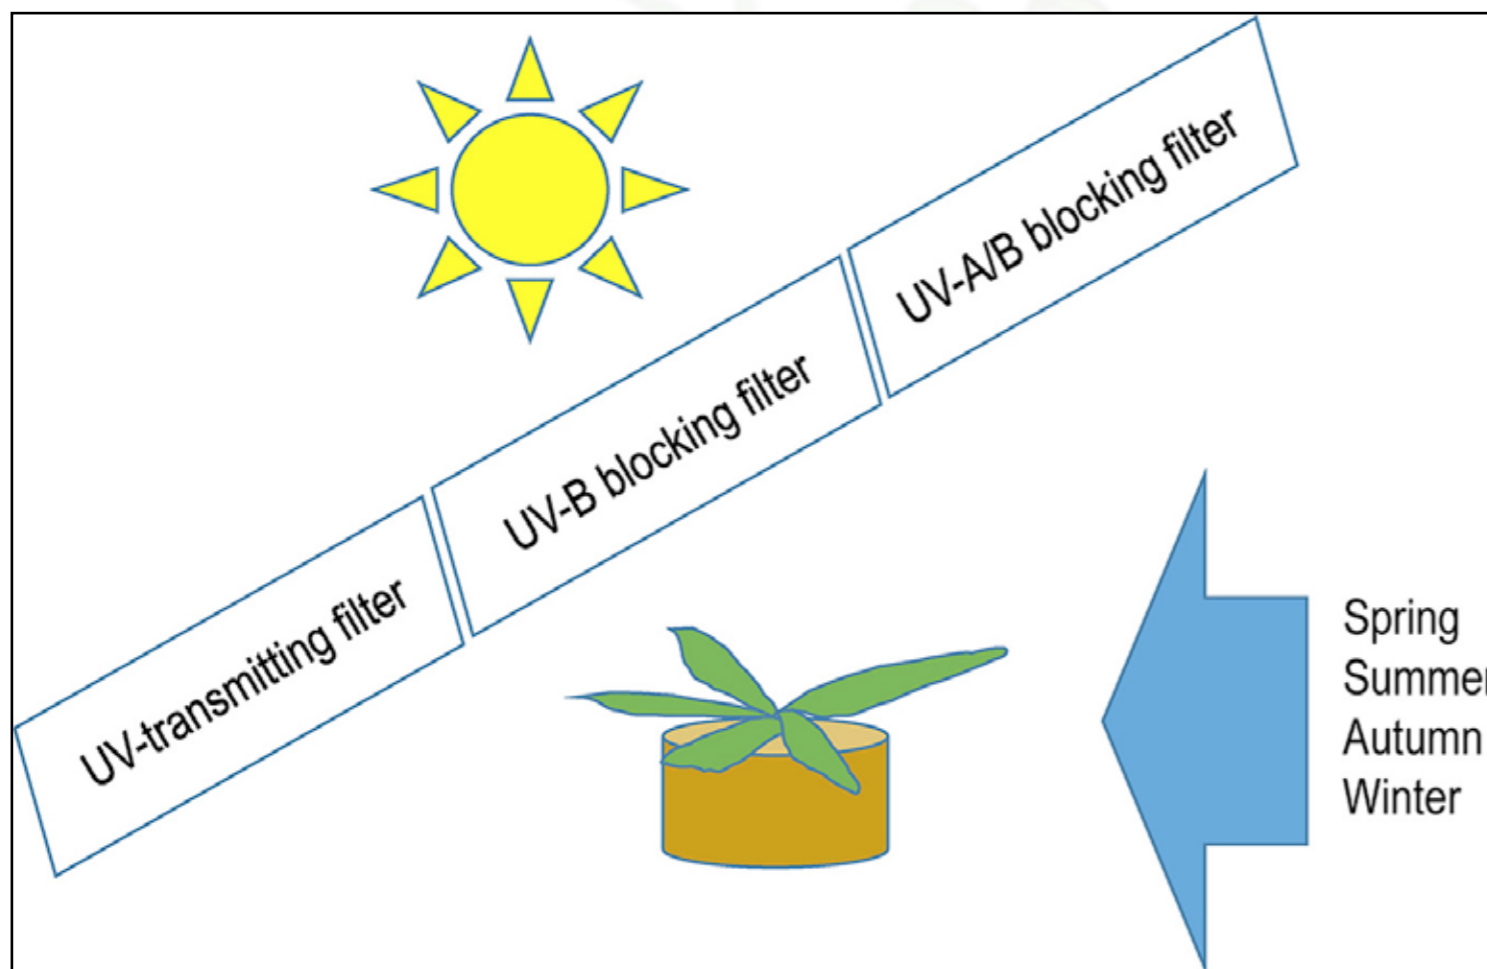 UV-A/B blocking filter
UV-B blocking filter
UV-transmitting filter
Spring
Summer
Autumn
Winter